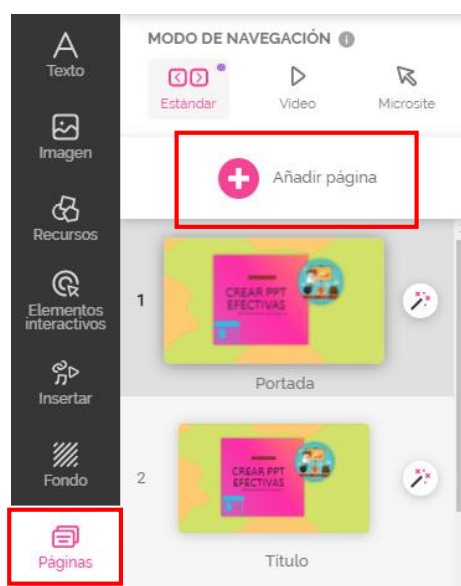 Texto
Imagen
Recursos
Elementos
interactivos
Insertar
Fondo
Páginas
MODO DE NAVEGACIÓN
Estándar
Vídeo
Microsite
Añadir página
1
CREAR PPT
EFECTIVAS
Portada
2
CREAR PPT
EFECTIVAS
Título